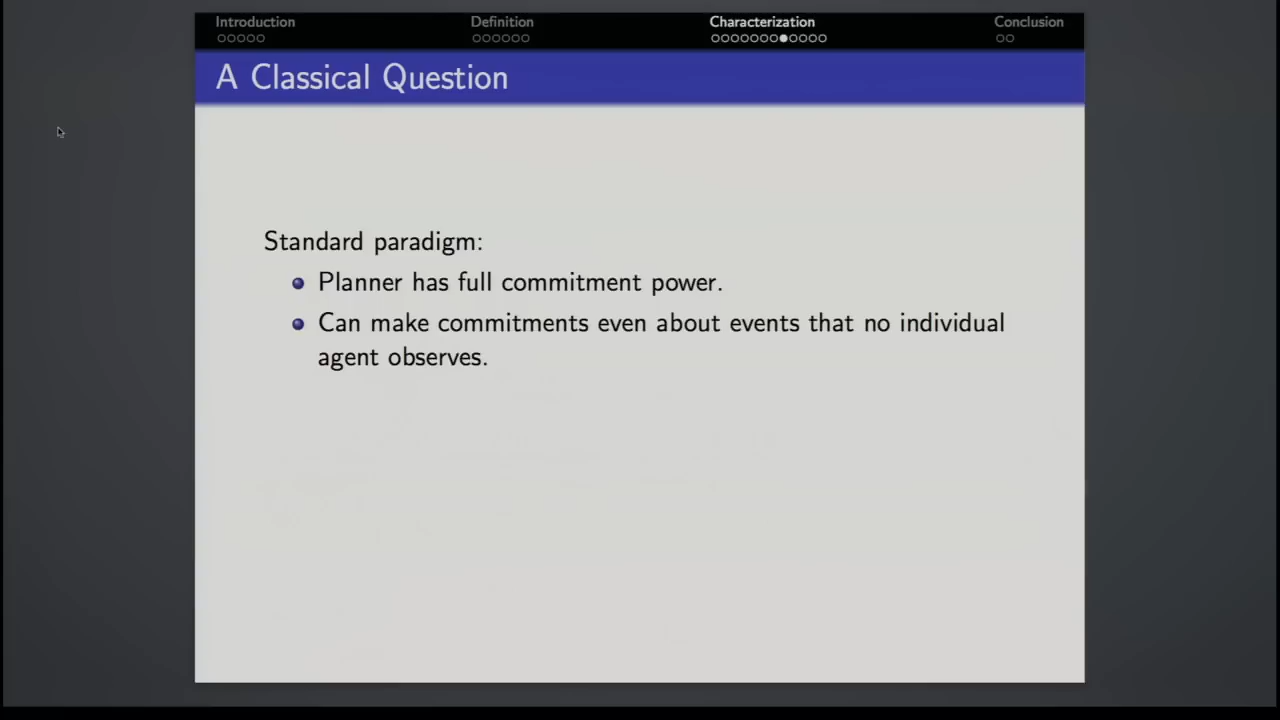 Introduction Definition Characterization Conclusion
A Classical Question
Standard paradigm:
Planner has full commitment power.
Can make commitments even about events that no individual
agent observes.